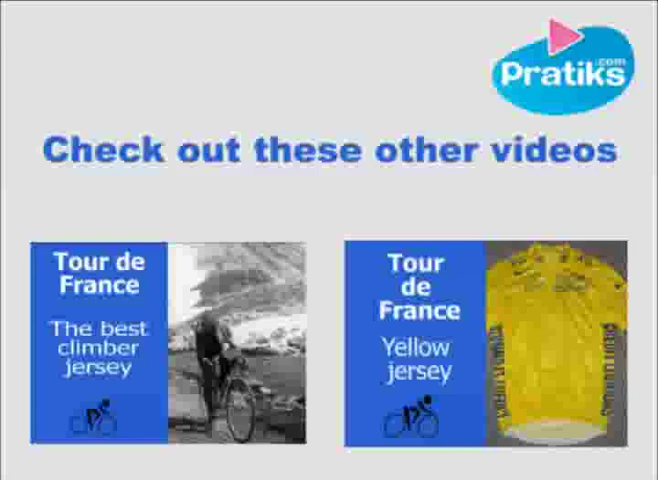 Pratiks.com
Check out these other videos
Tour de
France
The best
climber
jersey
Tour
de
France
Yellow
jersey